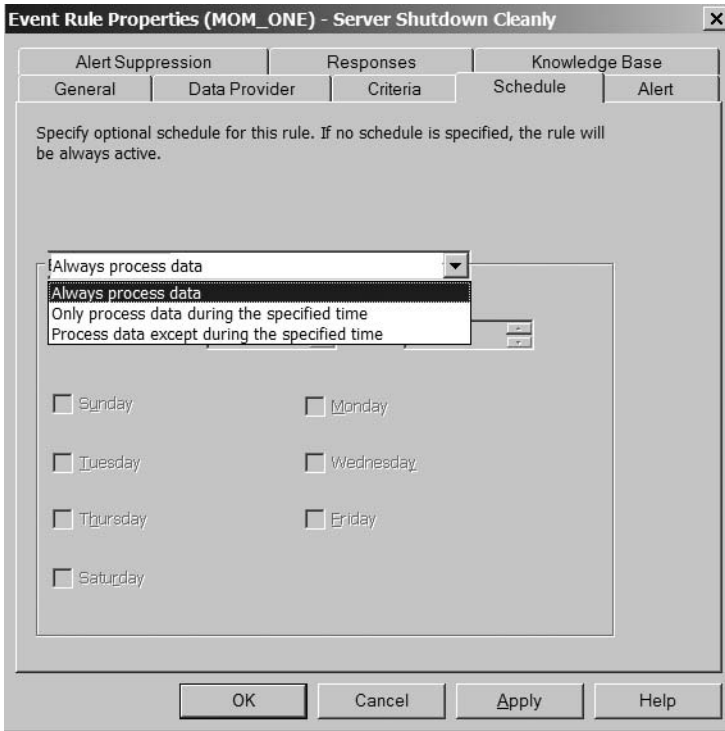 Event Rule Properties (MOM_ONE) - Server Shutdown Cleanly
Alert Suppression
Responses
Knowledge Base
General
Data Provider
Criteria
Schedule
Alert
Specify optional schedule for this rule. If no schedule is specified, the rule will
be always active.
Always process data
Always process data
Only process data during the specified time
Process data except during the specified time
Sunday
Monday
Tuesday
Wednesday
Thursday
Friday
Saturday
OK
Cancel
Apply
Help